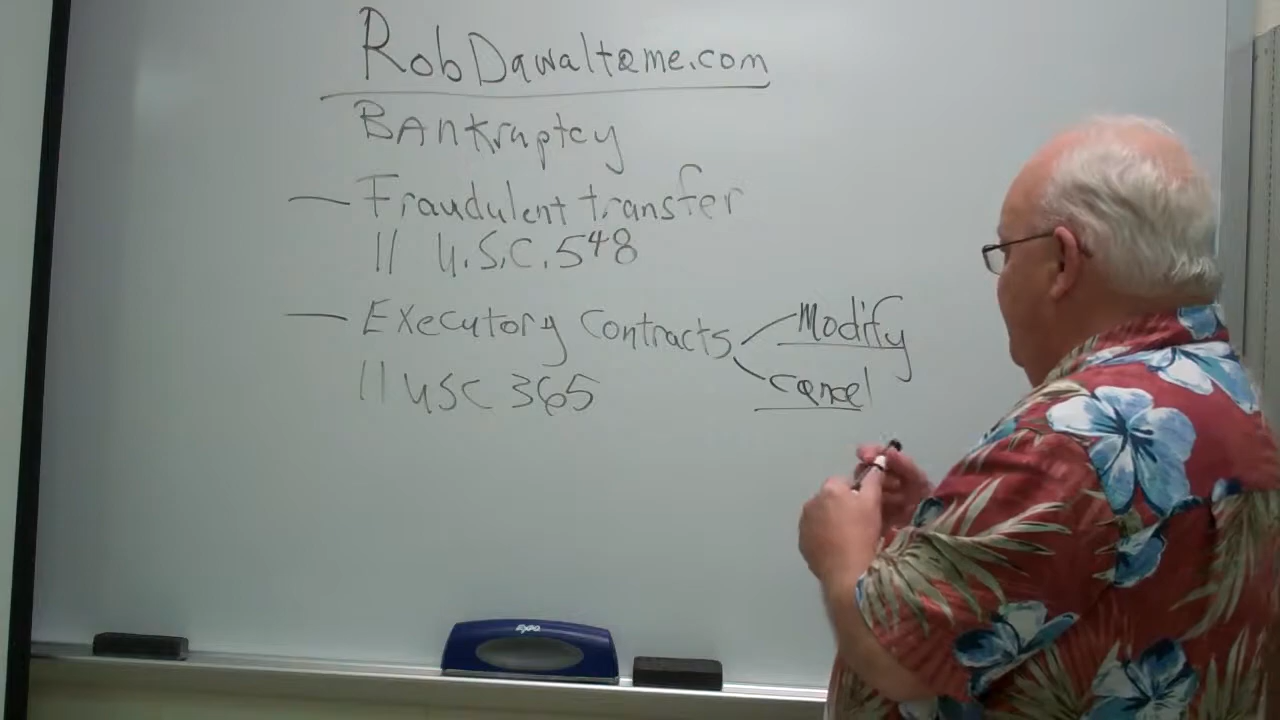 RobDawalt@me.com
BAnkruptcy
— Fraudulent transfer
11 U.S.C. 548
— Executory Contracts
Modify
cancel
11 USC 365
EXPO